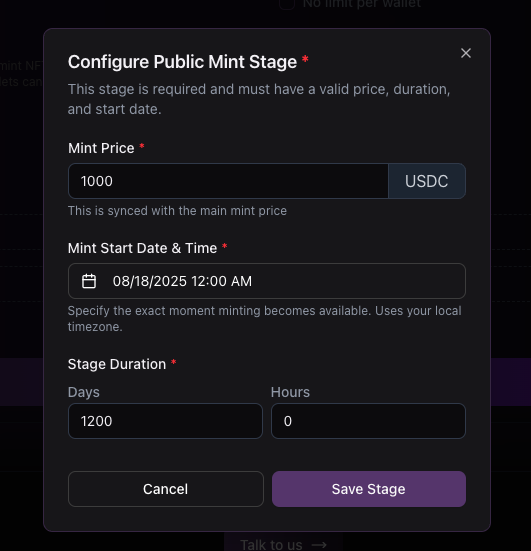 No limit per wallet
mint NF
lets can
Configure Public Mint Stage *
This stage is required and must have a valid price, duration,
and start date.
Mint Price *
1000
USDC
This is synced with the main mint price
Mint Start Date & Time *
08/18/2025 12:00 AM
Specify the exact moment minting becomes available. Uses your local
timezone.
Stage Duration *
Days
Hours
1200
0
Cancel
Save Stage
Talk to us →